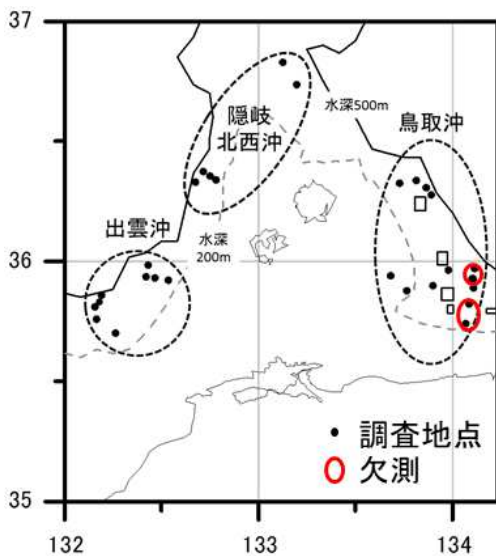 37
36
35
132
133
134
水深500m
隠岐
北西沖
鳥取沖
出雲沖
水深
200m
調査地点
欠測